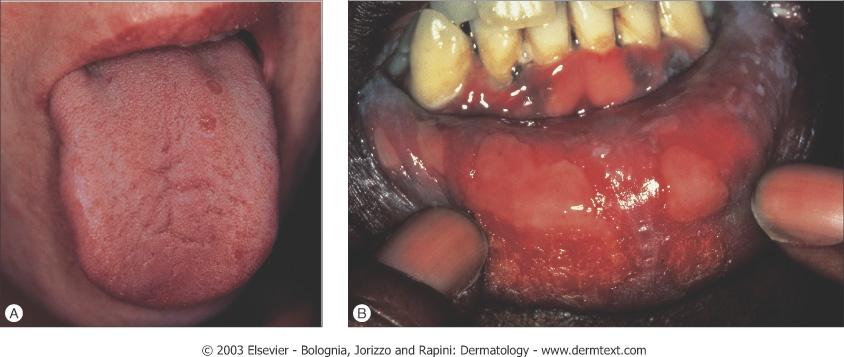 A
B
© 2003 Elsevier - Bolognia, Jorizzo and Rapini: Dermatology - www.dermtext.com